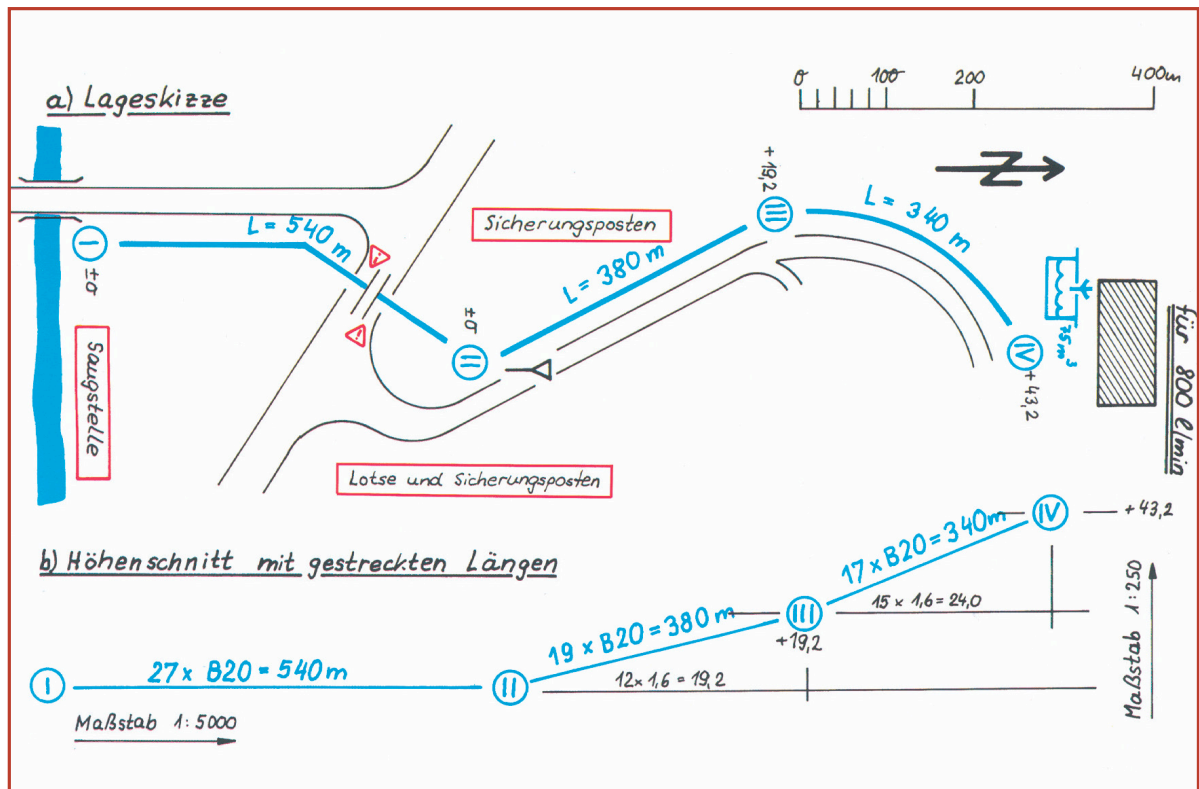 a) Lageskizze
0 100 200 400m
N
I
±0
Saugstelle
L = 540 m
II
±0
Sicherungsposten
L = 380 m
+19,2
III
L = 340 m
IV
+43,2
75 m³
für 800 l/min
Lotse und Sicherungsposten
b) Höhenschnitt mit gestreckten Längen
I
27 x B20 = 540m
II
19 x B20 = 380 m
12 x 1,6 = 19,2
III
+19,2
17 x B20 = 340m
15 x 1,6 = 24,0
IV
+43,2
Maßstab 1:5000
Maßstab 1:250